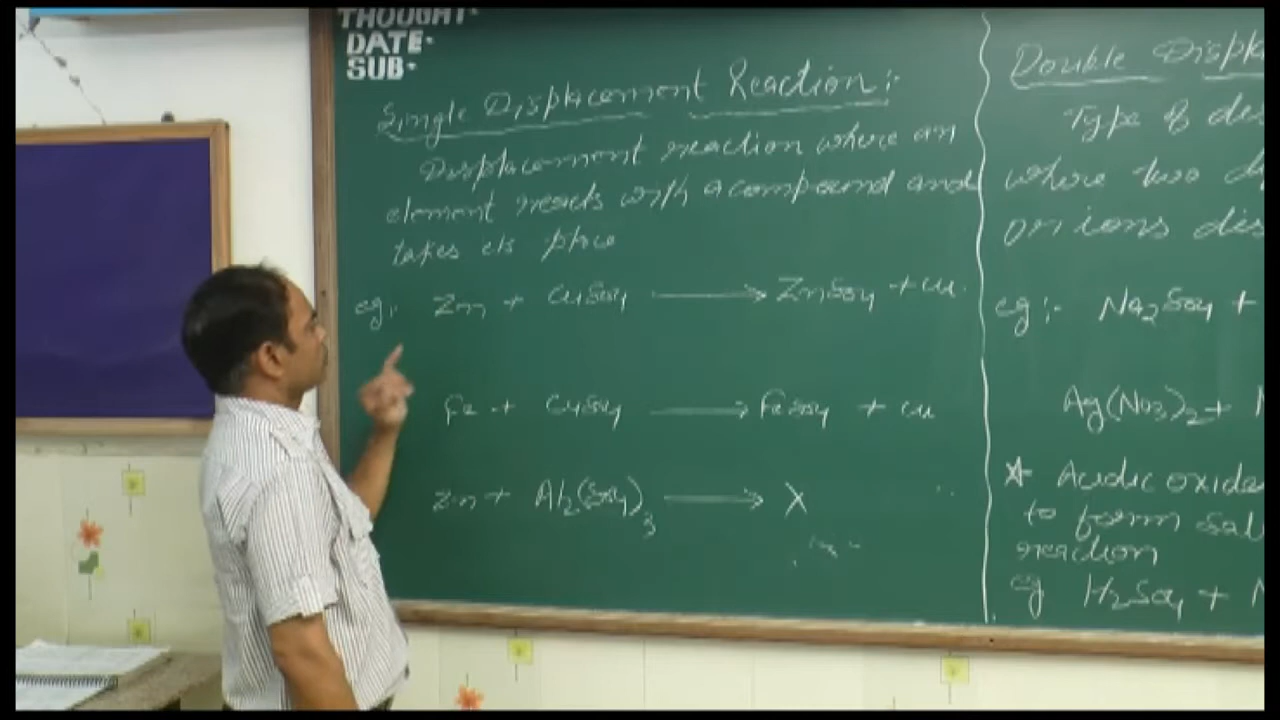 THOUGHT-
DATE-
SUB-
Single Displacement Reaction:-
Displacement reaction where an
element reacts with a compound and
takes its place
eg:- Zn + CuSO4 → ZnSO4 + Cu
Fe + CuSO4 → FeSO4 + Cu
Zn + Al2(SO4)3 → X
Double Displa
Type of dis
where two d
or ions dis
eg:- Na2SO4 +
Ag(NO3)2 +
☆ Acidic oxide
to form Sal
reaction
eg H2SO4 +